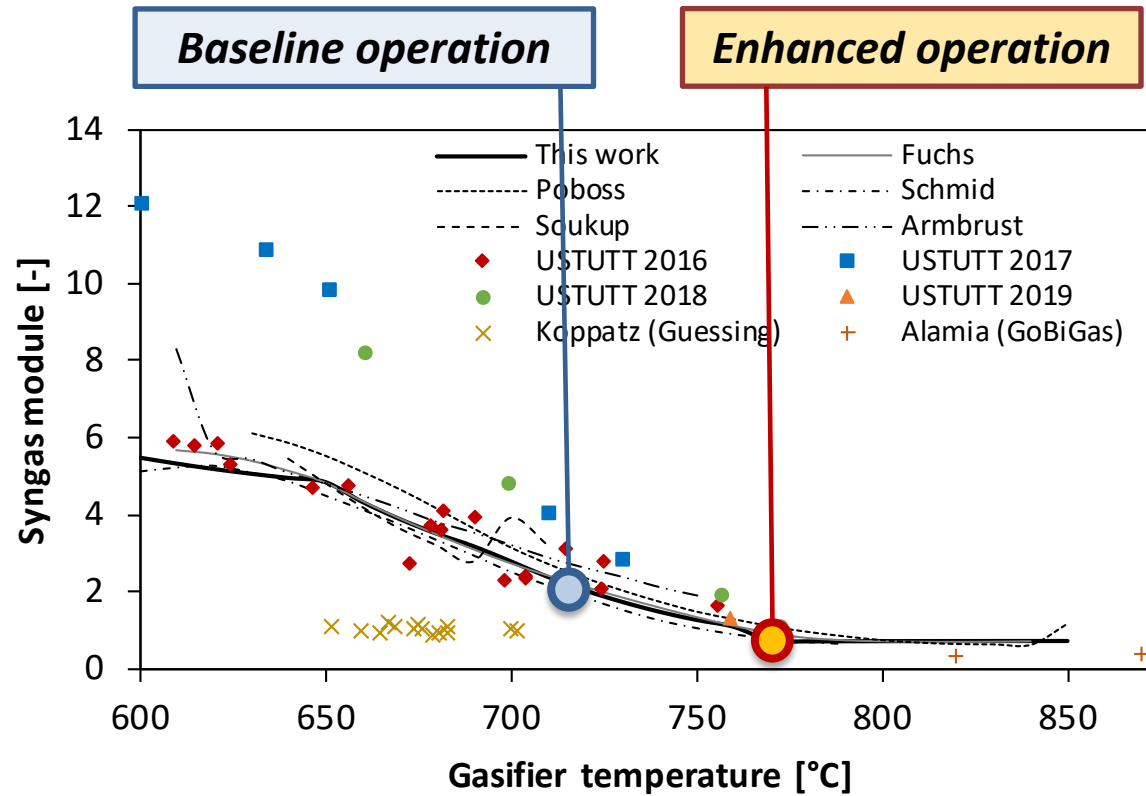 Baseline operation
Enhanced operation
14
12
10
8
6
4
2
0
Syngas module [-]
This work
Fuchs
Poboss
Schmid
Soukup
Armbrust
USTUTT 2016
USTUTT 2017
USTUTT 2018
USTUTT 2019
Koppatz (Guessing)
Alamia (GoBiGas)
600 650 700 750 800 850
Gasifier temperature [°C]